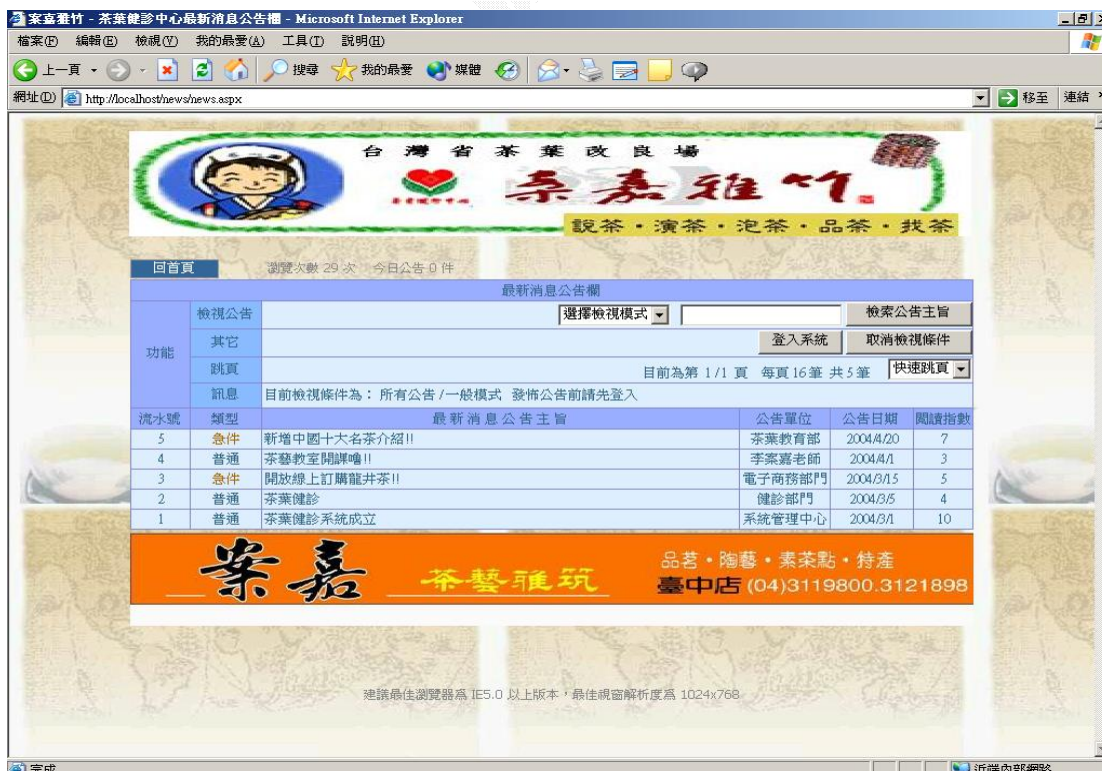 案嘉雅竹 - 茶葉健診中心最新消息公告欄 - Microsoft Internet Explorer
檔案(F) 編輯(E) 檢視(V) 我的最愛(A) 工具(T) 說明(H)
上一頁 搜尋 我的最愛 媒體
網址(D) http://localhost/news/news.aspx 移至 連結
台灣省茶葉改良場
案嘉雅竹
說茶・演茶・泡茶・品茶・找茶
回首頁 瀏覽次數 29 次 今日公告 0 件
最新消息公告欄
功能
檢視公告 選擇檢視模式 檢索公告主旨
其它 登入系統 取消檢視條件
跳頁 目前為第 1 /1 頁 每頁 16 筆 共 5 筆 快速跳頁
訊息 目前檢視條件為： 所有公告 / 一般模式 發佈公告前請先登入
流水號 類型 最 新 消 息 公 告 主 旨 公告單位 公告日期 閱讀指數
5 急件 新增中國十大名茶介紹!! 茶葉教育部 2004/4/20 7
4 普通 茶藝教室開課嚕!! 李案嘉老師 2004/4/1 3
3 急件 開放線上訂購龍井茶!! 電子商務部門 2004/3/15 5
2 普通 茶葉健診 健診部門 2004/3/5 4
1 普通 茶葉健診系統成立 系統管理中心 2004/3/1 10
案嘉 茶藝雅筑
品茗・陶藝・素茶點・特產
臺中店 (04)3119800.3121898
建議最佳瀏覽器為 IE5.0 以上版本，最佳視窗解析度為 1024x768
完成 近端內部網路